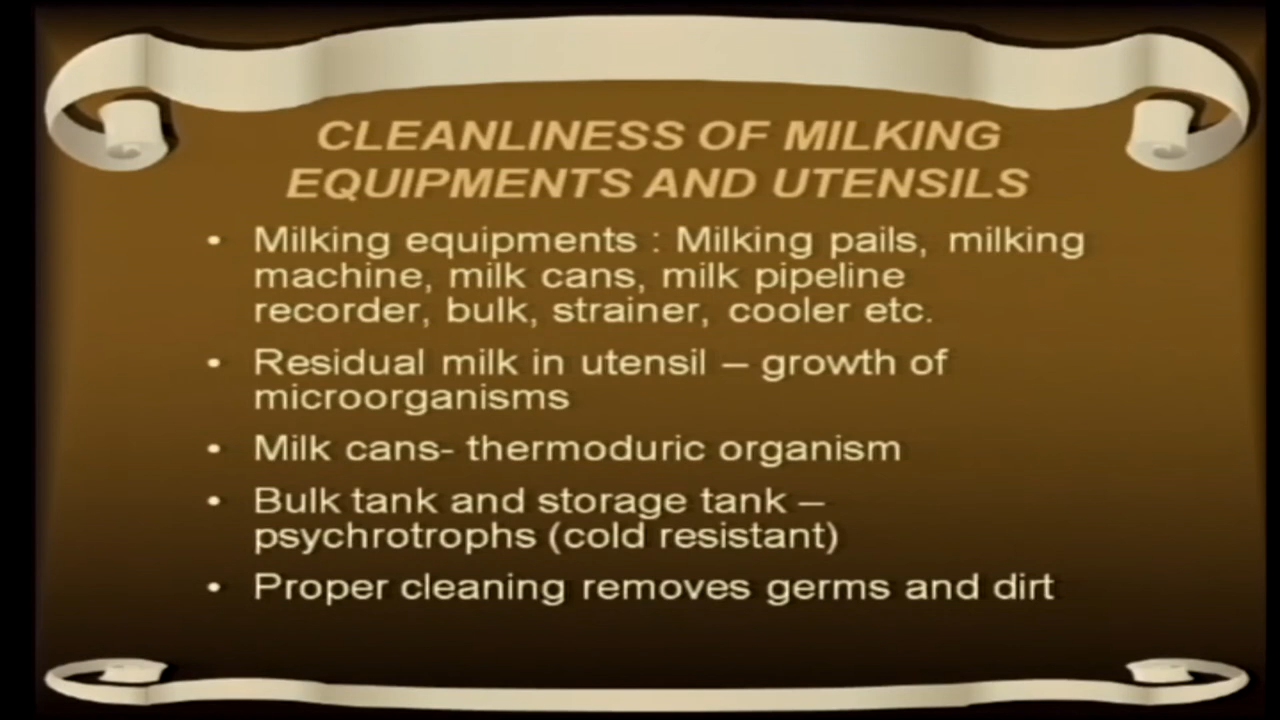 CLEANLINESS OF MILKING
EQUIPMENTS AND UTENSILS
• Milking equipments : Milking pails, milking
machine, milk cans, milk pipeline
recorder, bulk, strainer, cooler etc.
• Residual milk in utensil – growth of
microorganisms
• Milk cans- thermoduric organism
• Bulk tank and storage tank –
psychrotrophs (cold resistant)
• Proper cleaning removes germs and dirt